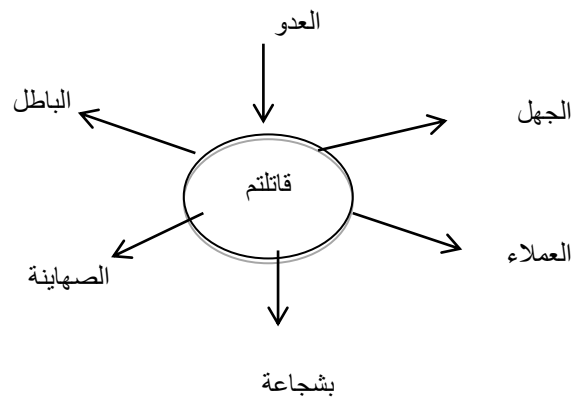 العدو
الجهل
الباطل
قاتلتم
العملاء
الصهاينة
بشجاعة